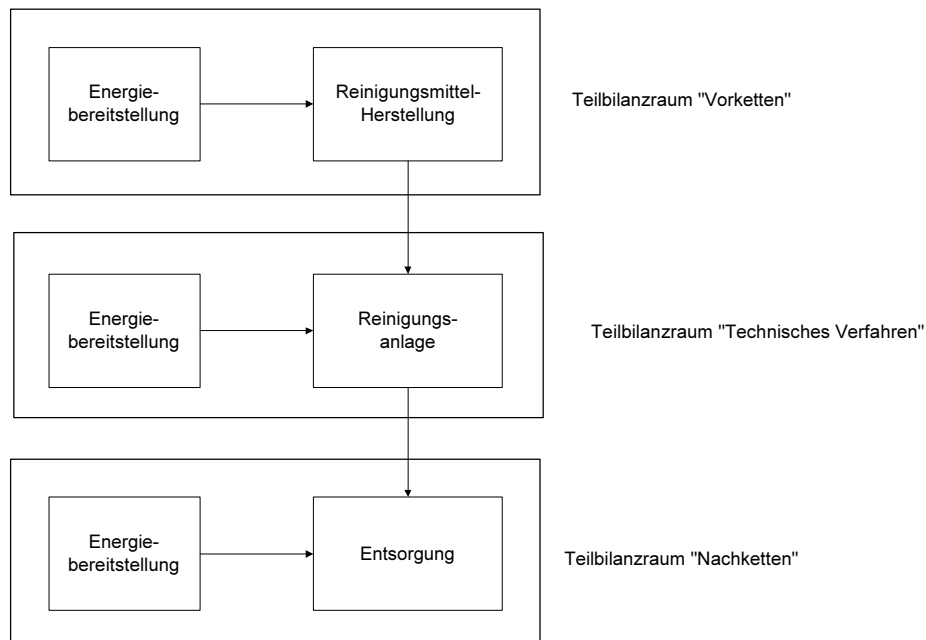 Energie-
bereitstellung
Reinigungsmittel-
Herstellung
Teilbilanzraum "Vorketten"
Energie-
bereitstellung
Reinigungs-
anlage
Teilbilanzraum "Technisches Verfahren"
Energie-
bereitstellung
Entsorgung
Teilbilanzraum "Nachketten"